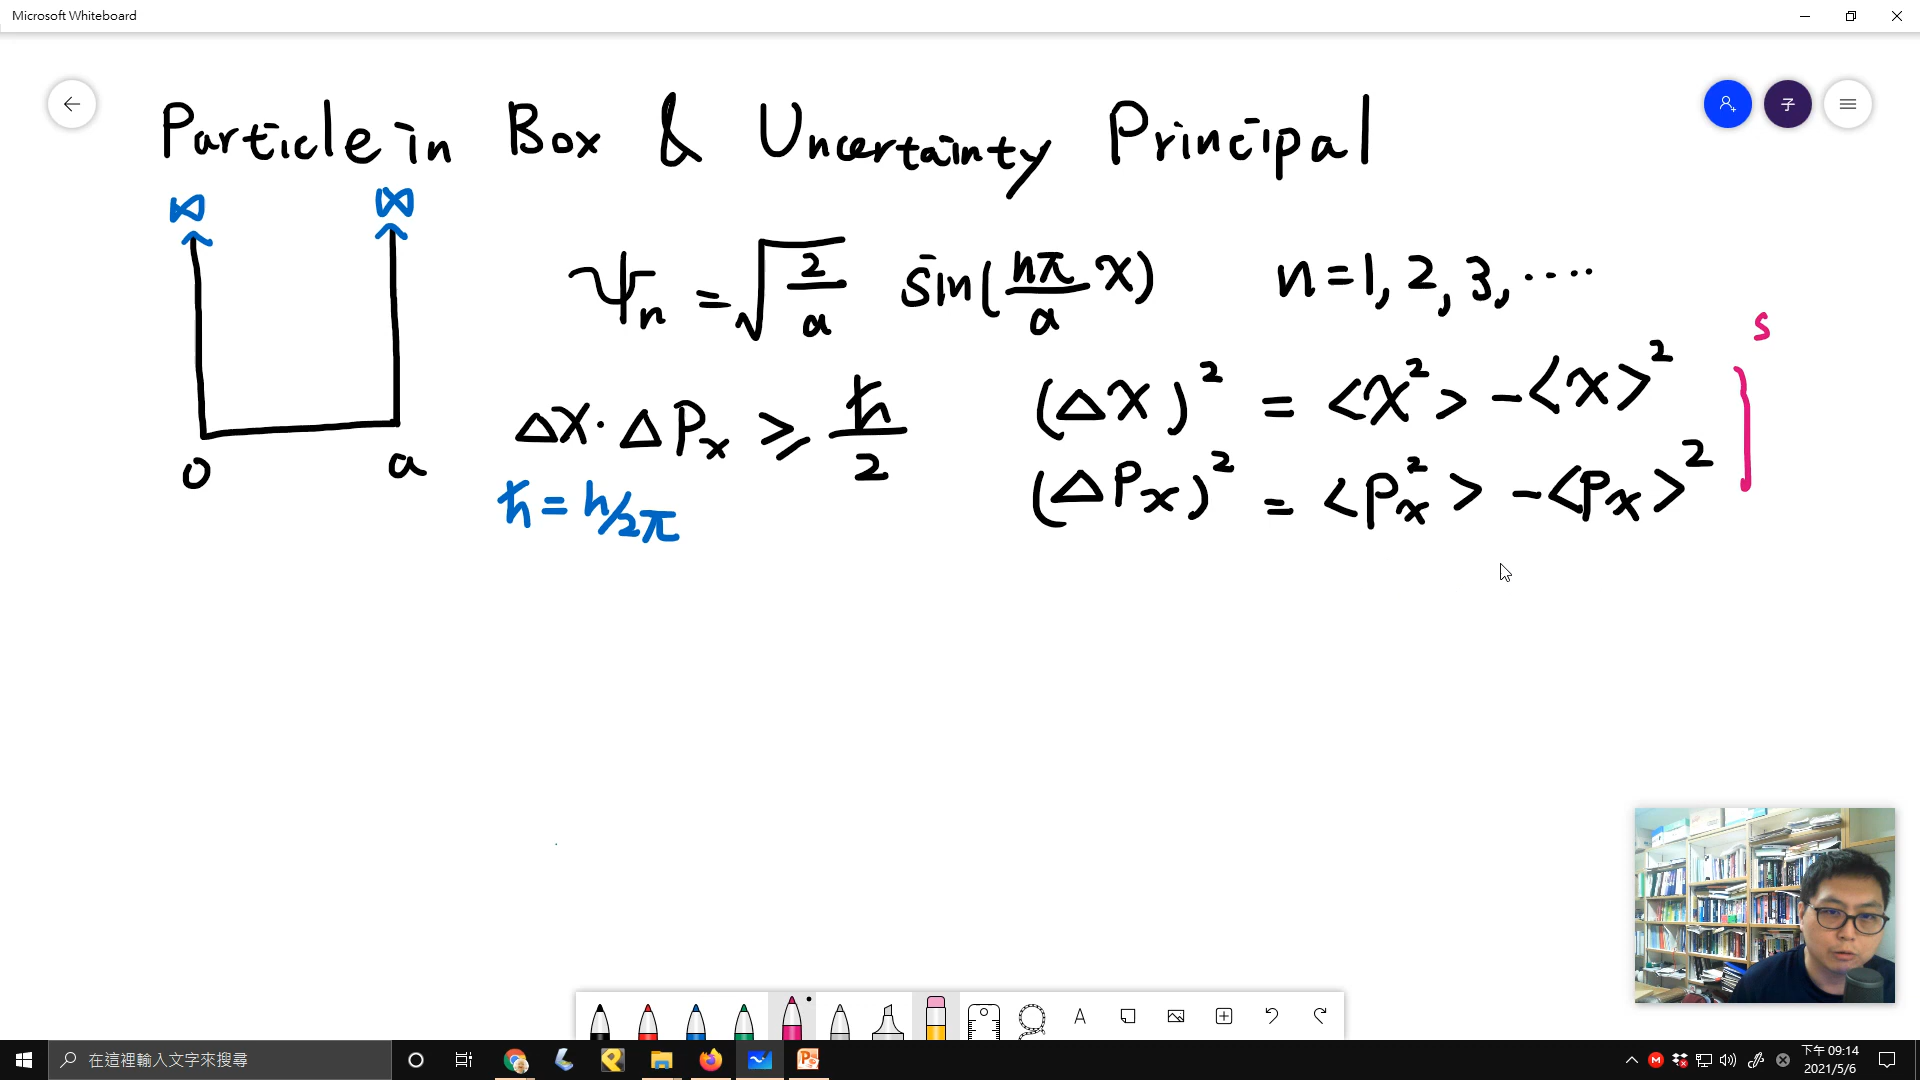 Microsoft Whiteboard
子
Particle in Box & Uncertainty Principal
∞ ∞
0 a
ψn = √(2/a) sin(nπ/a x) n=1, 2, 3, ....
s
ΔX · ΔPx ≥ ħ/2
(ΔX)² = <X²> - <X>²
ħ = h/2π
(ΔPx)² = <Px²> - <Px>²
A
在這裡輸入文字來搜尋
下午 09:14
2021/5/6